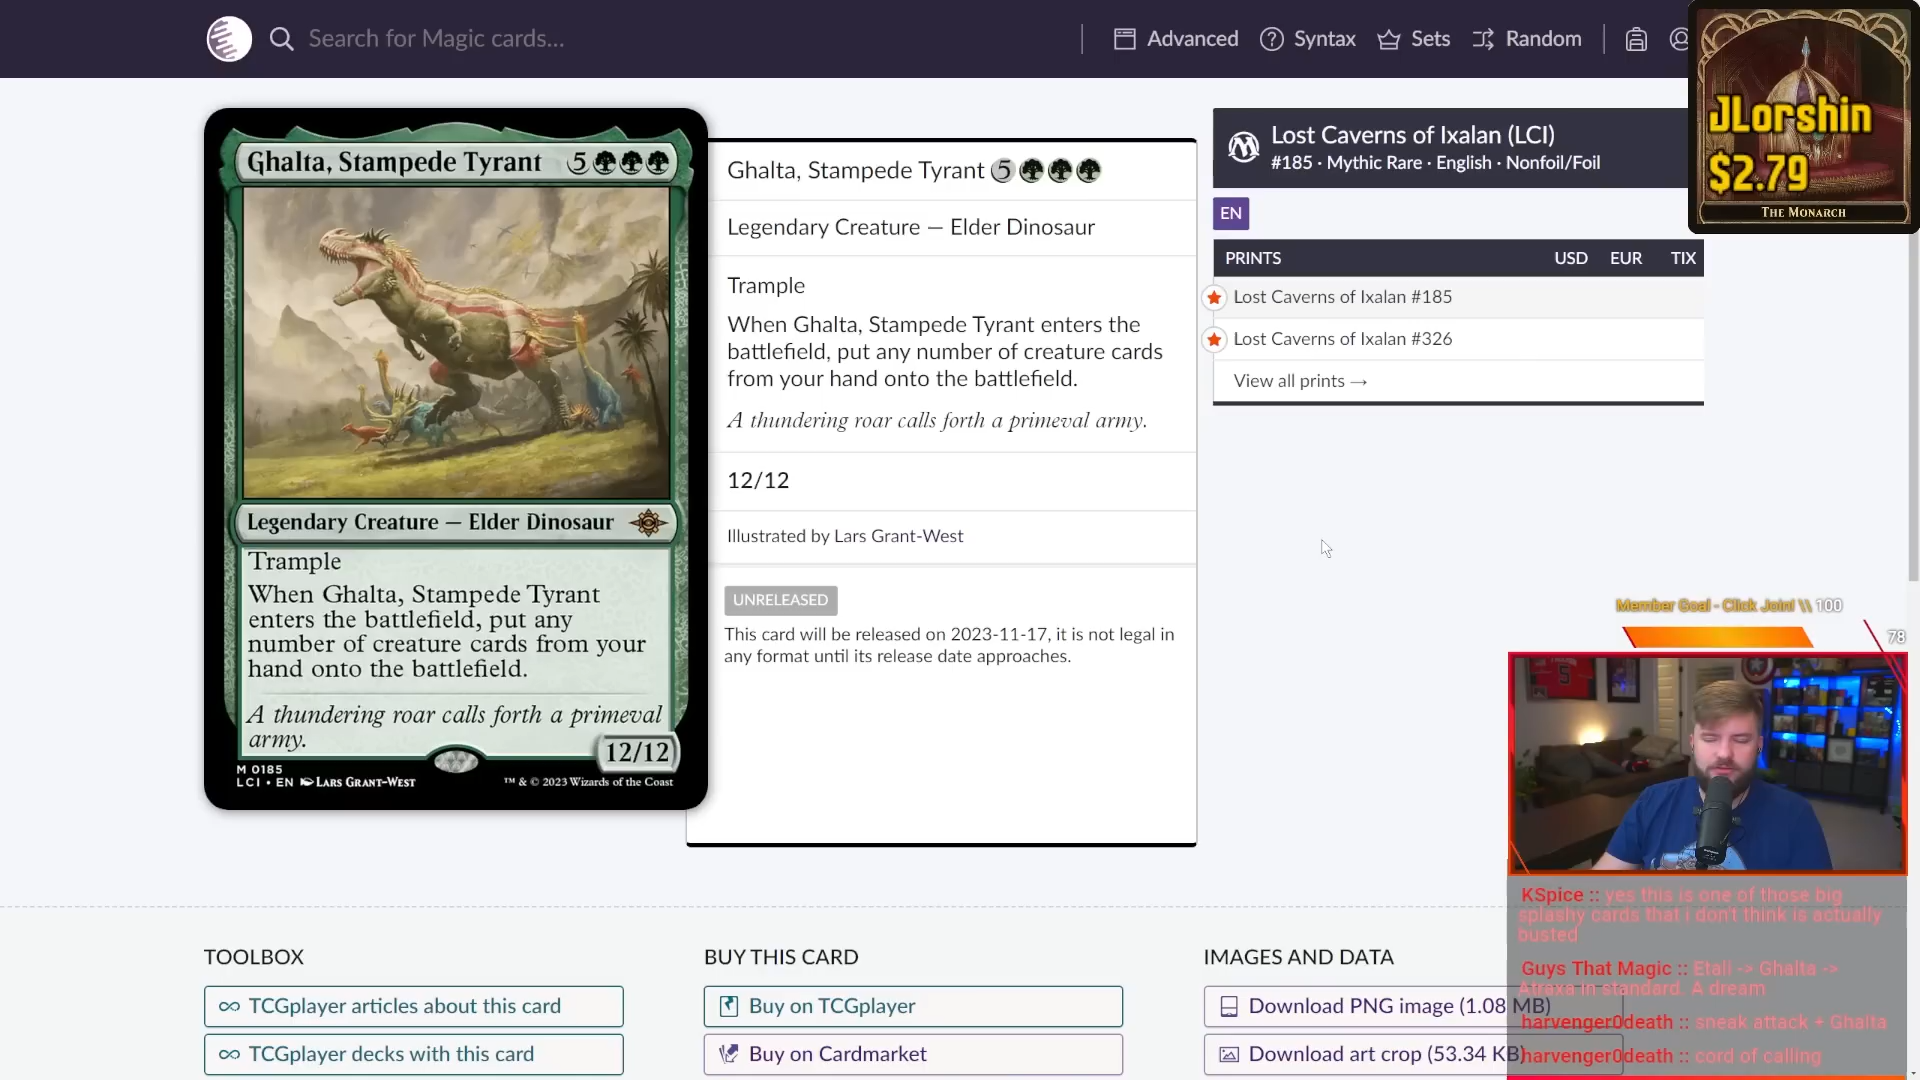 Search for Magic cards...
Advanced
Syntax
Sets
Random
JLorshin
$2.79
THE MONARCH
Ghalta, Stampede Tyrant 5
Legendary Creature — Elder Dinosaur
Trample
When Ghalta, Stampede Tyrant
enters the battlefield, put any
number of creature cards from your
hand onto the battlefield.
A thundering roar calls forth a primeval
army.
12/12
M 0185
LCI • EN LARS GRANT-WEST
™ & © 2023 Wizards of the Coast
Ghalta, Stampede Tyrant 5
Legendary Creature — Elder Dinosaur
Trample
When Ghalta, Stampede Tyrant enters the
battlefield, put any number of creature cards
from your hand onto the battlefield.
A thundering roar calls forth a primeval army.
12/12
Illustrated by Lars Grant-West
UNRELEASED
This card will be released on 2023-11-17, it is not legal in
any format until its release date approaches.
Lost Caverns of Ixalan (LCI)
#185 · Mythic Rare · English · Nonfoil/Foil
EN
PRINTS USD EUR TIX
Lost Caverns of Ixalan #185
Lost Caverns of Ixalan #326
View all prints →
Member Goal - Click Join! \\ 100
78
KSpice :: yes this is one of those big
splashy cards that i don't think is actually
busted
Guys That Magic :: Etali -> Ghalta ->
Atraxa in standard. A dream
harvenger0death :: sneak attack + Ghalta
harvenger0death :: cord of calling
TOOLBOX
TCGplayer articles about this card
TCGplayer decks with this card
BUY THIS CARD
Buy on TCGplayer
Buy on Cardmarket
IMAGES AND DATA
Download PNG image (1.08 MB)
Download art crop (53.34 KB)